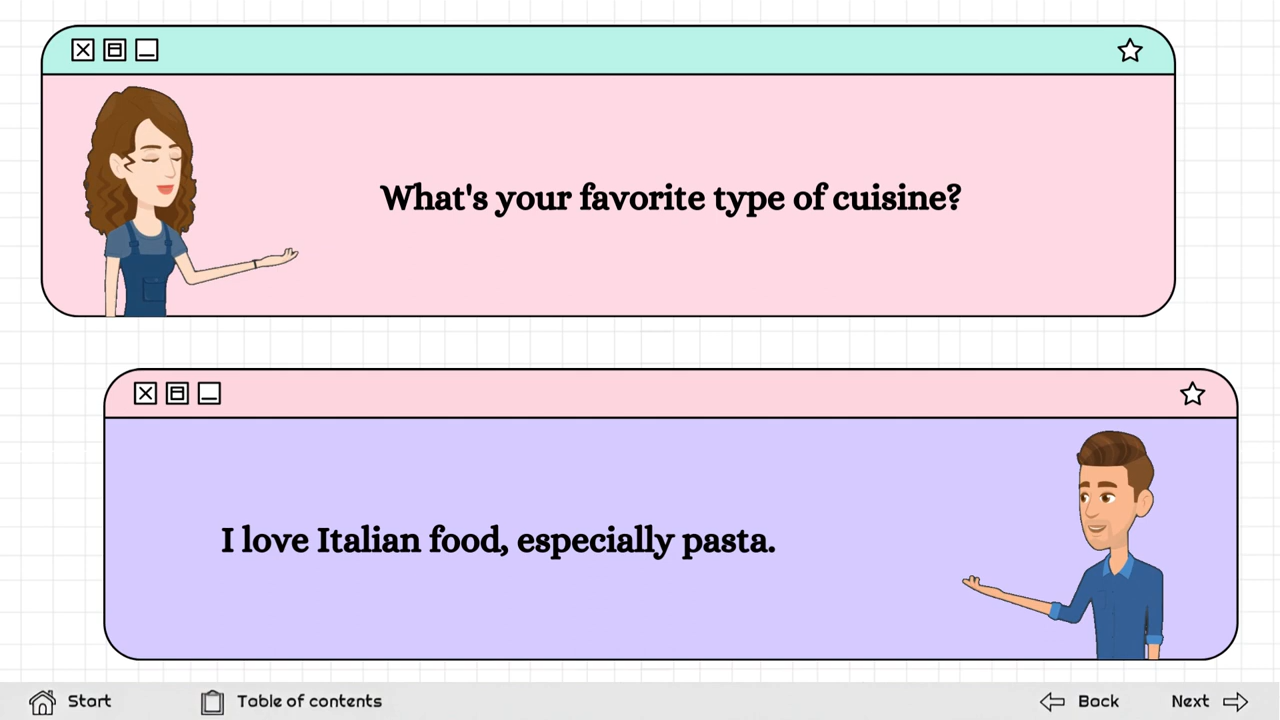 What's your favorite type of cuisine?
I love Italian food, especially pasta.
Start
Table of contents
Back
Next